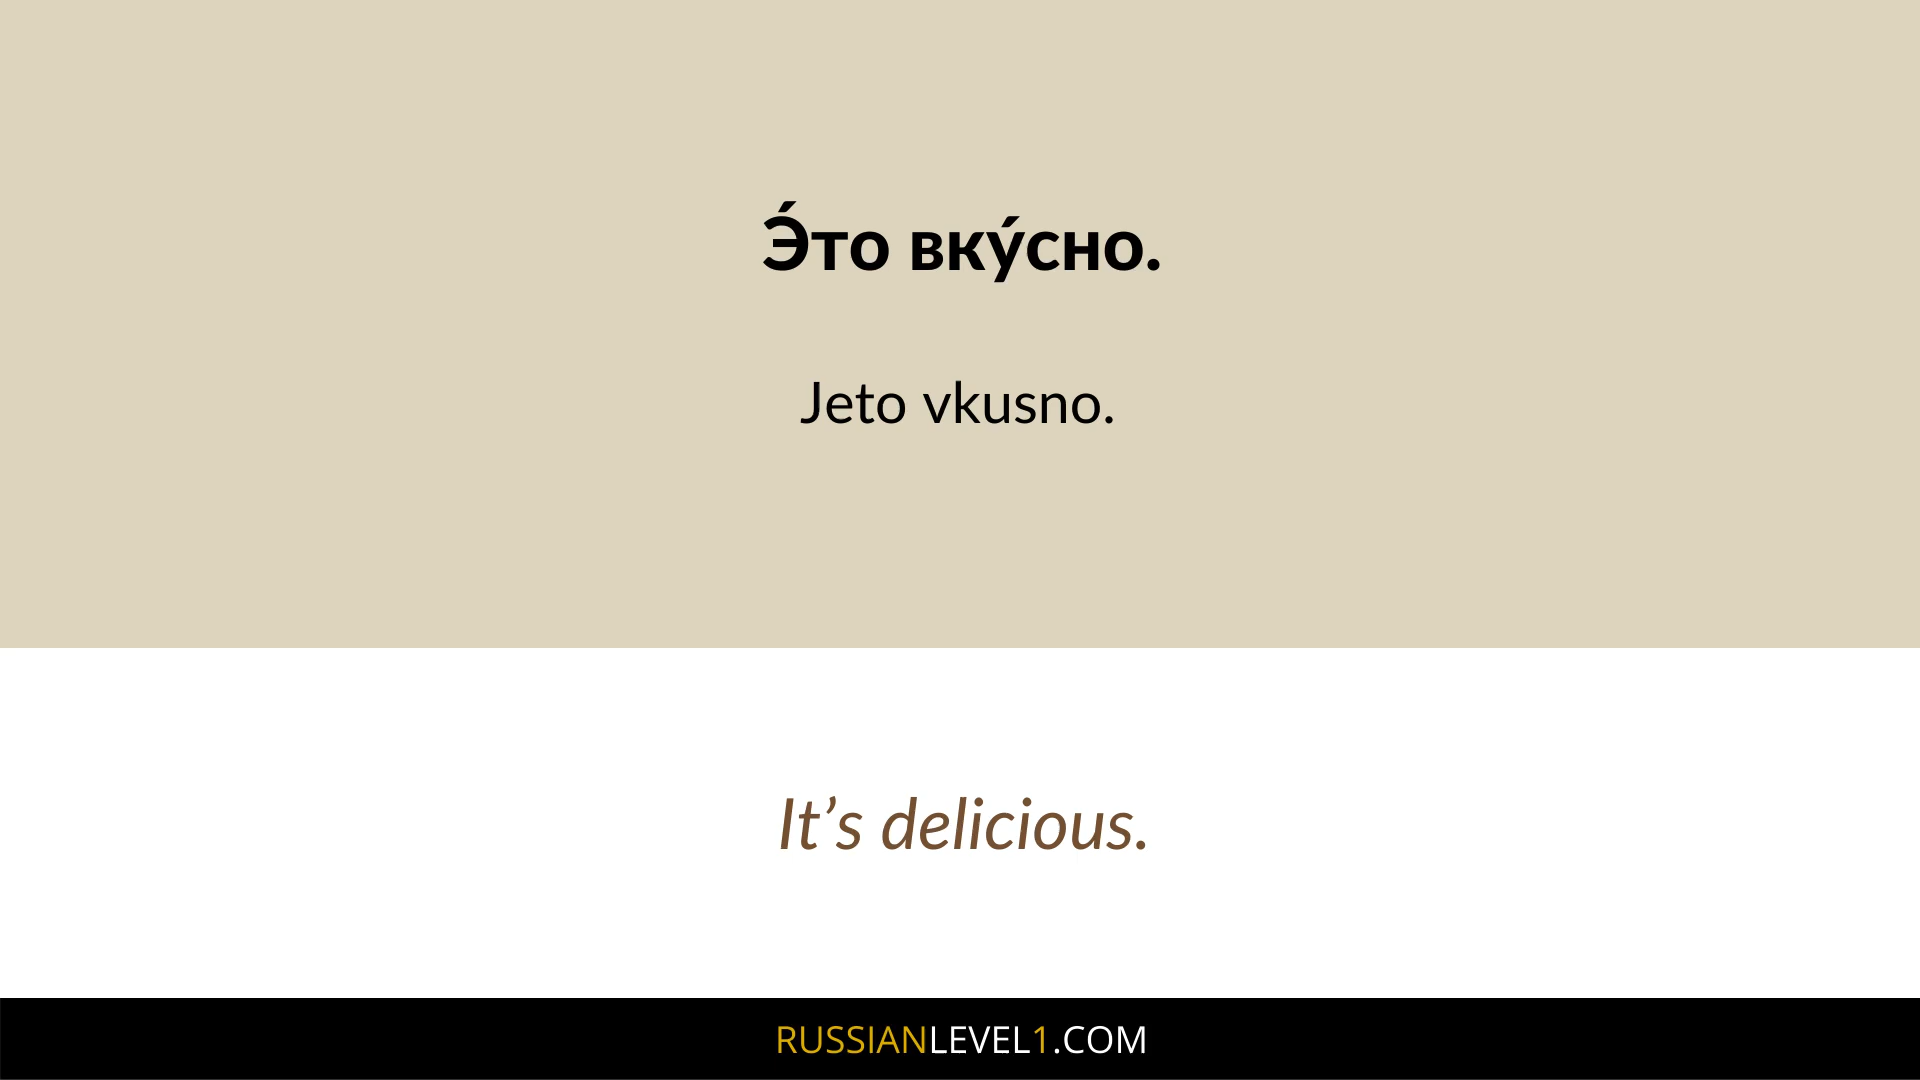 Э́то вку́сно.
Jeto vkusno.
It’s delicious.
RUSSIANLEVEL1.COM